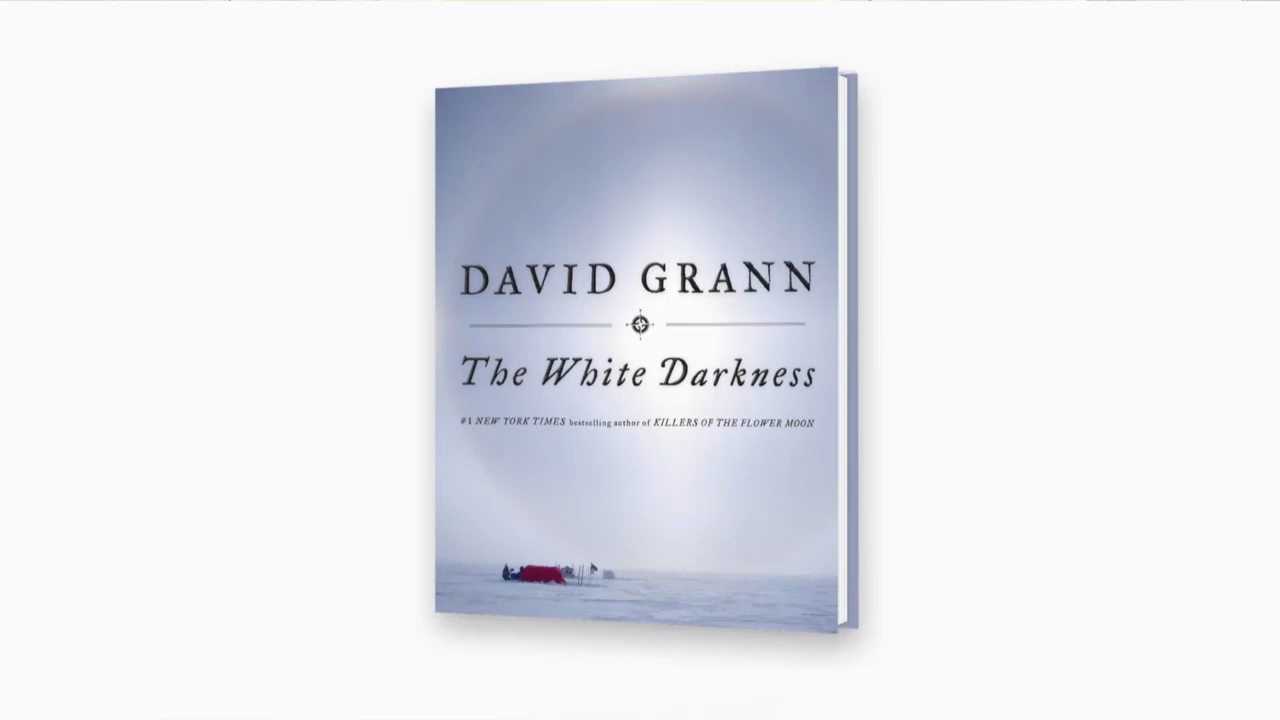 DAVID GRANN
The White Darkness
#1 NEW YORK TIMES bestselling author of KILLERS OF THE FLOWER MOON